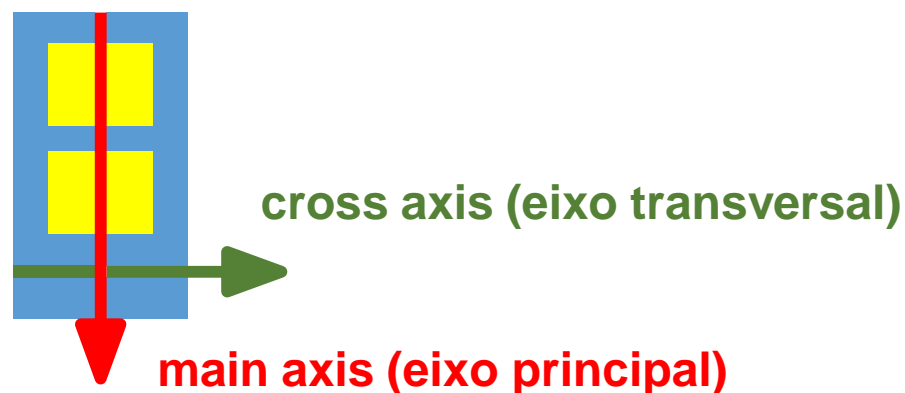 cross axis (eixo transversal)
main axis (eixo principal)